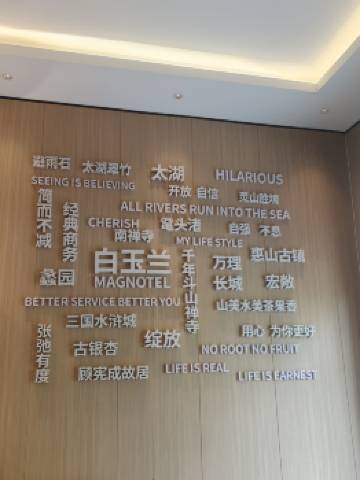 避雨石
太湖翠竹
太湖
HILARIOUS
SEEING IS BELIEVING
开放
自信
灵山胜境
简而不减
经典商务
ALL RIVERS RUN INTO THE SEA
CHERISH
鼋头渚
自强
不息
南禅寺
MY LIFE STYLE
白玉兰
MAGNOTEL
千年斗山禅寺
万理
长城
惠山古镇
蠡园
宏敞
BETTER SERVICE BETTER YOU
山美水美茶果香
三国水浒城
张弛有度
绽放
用心
为你更好
古银杏
NO ROOT NO FRUIT
顾宪成故居
LIFE IS REAL
LIFE IS EARNEST